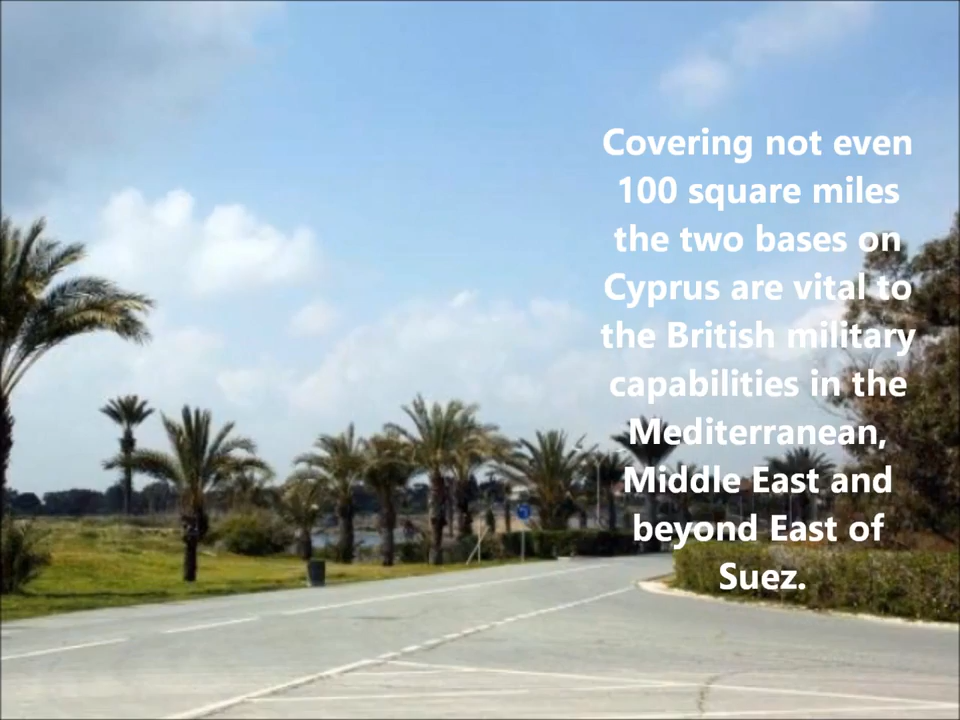 Covering not even
100 square miles
the two bases on
Cyprus are vital to
the British military
capabilities in the
Mediterranean,
Middle East and
beyond East of
Suez.